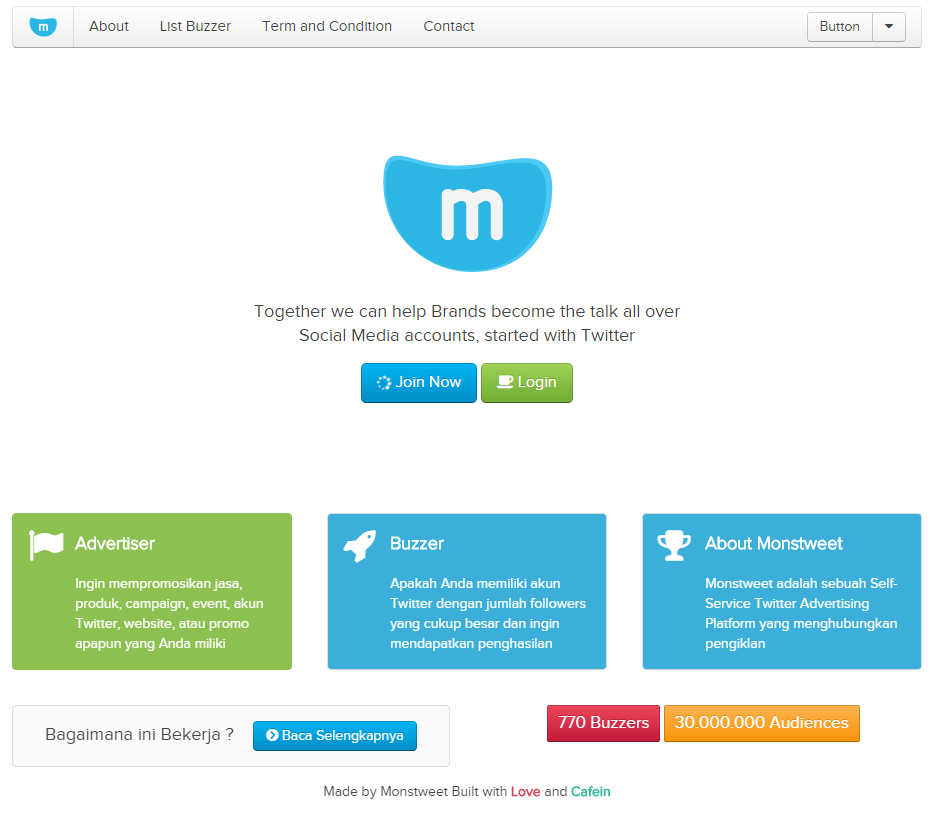 m
About
List Buzzer
Term and Condition
Contact
Button
m
Together we can help Brands become the talk all over
Social Media accounts, started with Twitter
Join Now
Login
Advertiser
Ingin mempromosikan jasa,
produk, campaign, event, akun
Twitter, website, atau promo
apapun yang Anda miliki
Buzzer
Apakah Anda memiliki akun
Twitter dengan jumlah followers
yang cukup besar dan ingin
mendapatkan penghasilan
About Monstweet
Monstweet adalah sebuah Self-
Service Twitter Advertising
Platform yang menghubungkan
pengiklan
Bagaimana ini Bekerja ?
Baca Selengkapnya
770 Buzzers
30.000.000 Audiences
Made by Monstweet Built with Love and Cafein